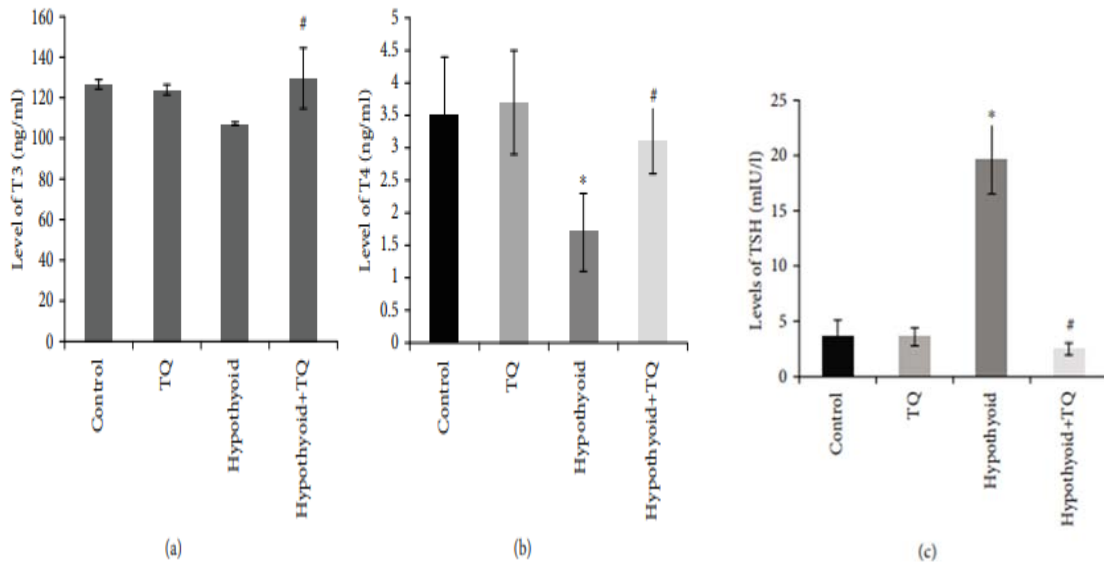 Level of T3 (ng/ml)
160
140
120
100
80
60
40
20
0
#
Control
TQ
Hypothyoid
Hypothyoid+TQ
(a)
Level of T4 (ng/ml)
5
4.5
4
3.5
3
2.5
2
1.5
1
0.5
0
*
#
Control
TQ
Hypothyoid
Hypothyoid+TQ
(b)
Levels of TSH (mIU/l)
25
20
15
10
5
0
*
#
Control
TQ
Hypothyoid
Hypothyoid+TQ
(c)